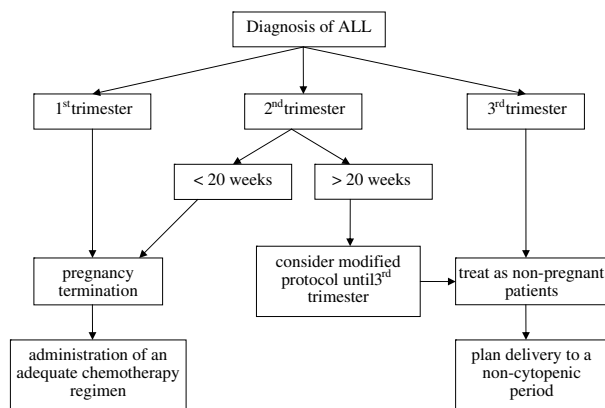 Diagnosis of ALL
1st trimester
2nd trimester
3rd trimester
< 20 weeks
> 20 weeks
pregnancy
termination
consider modified
protocol until3rd
trimester
treat as non-pregnant
patients
administration of an
adequate chemotherapy
regimen
plan delivery to a
non-cytopenic
period